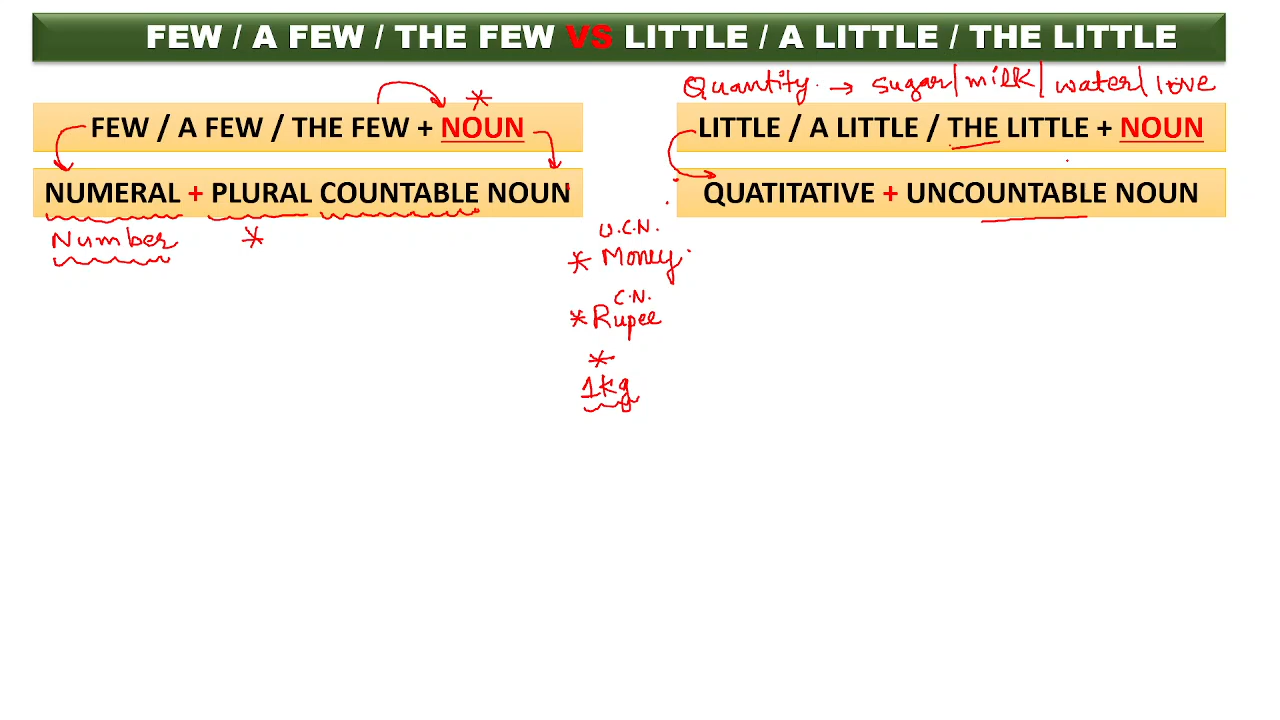 FEW / A FEW / THE FEW VS LITTLE / A LITTLE / THE LITTLE
Quantity → sugar/milk/water/love
FEW / A FEW / THE FEW + NOUN
LITTLE / A LITTLE / THE LITTLE + NOUN
NUMERAL + PLURAL COUNTABLE NOUN
QUATITATIVE + UNCOUNTABLE NOUN
Number
U.C.N.
* Money
C.N.
* Rupee
*
1kg